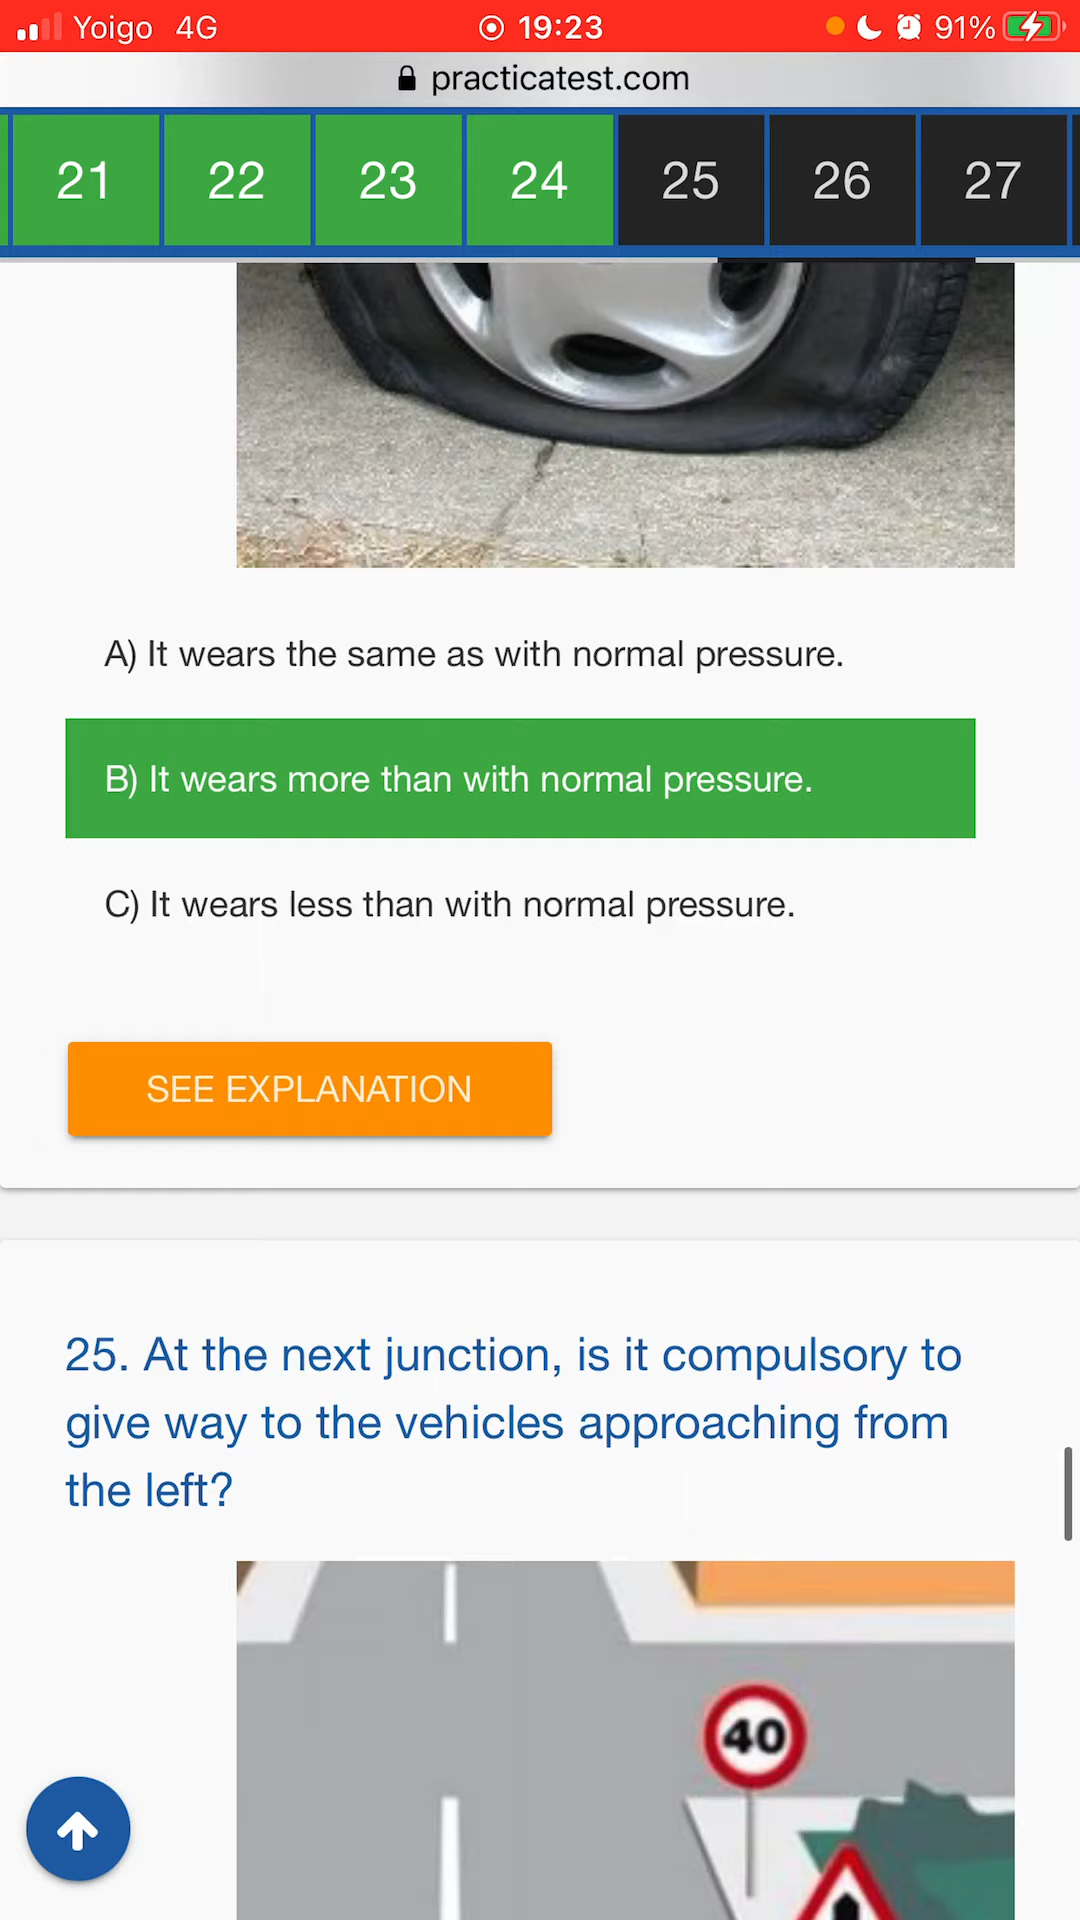 Yoigo 4G 19:23 91%
practicatest.com
21 22 23 24 25 26 27
A) It wears the same as with normal pressure.
B) It wears more than with normal pressure.
C) It wears less than with normal pressure.
SEE EXPLANATION
25. At the next junction, is it compulsory to
give way to the vehicles approaching from
the left?
40